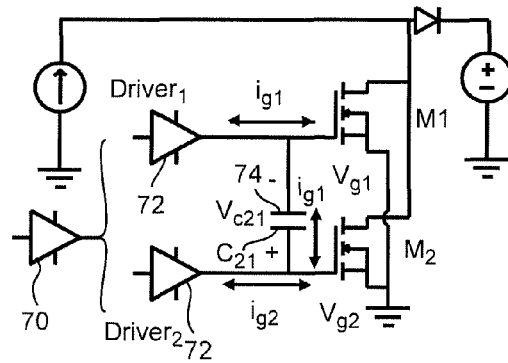 Driver1
ig1
+
-
72
74
-
ig1
M1
Vg1
Vc21
C21
+
M2
70
Driver2
72
ig2
Vg2